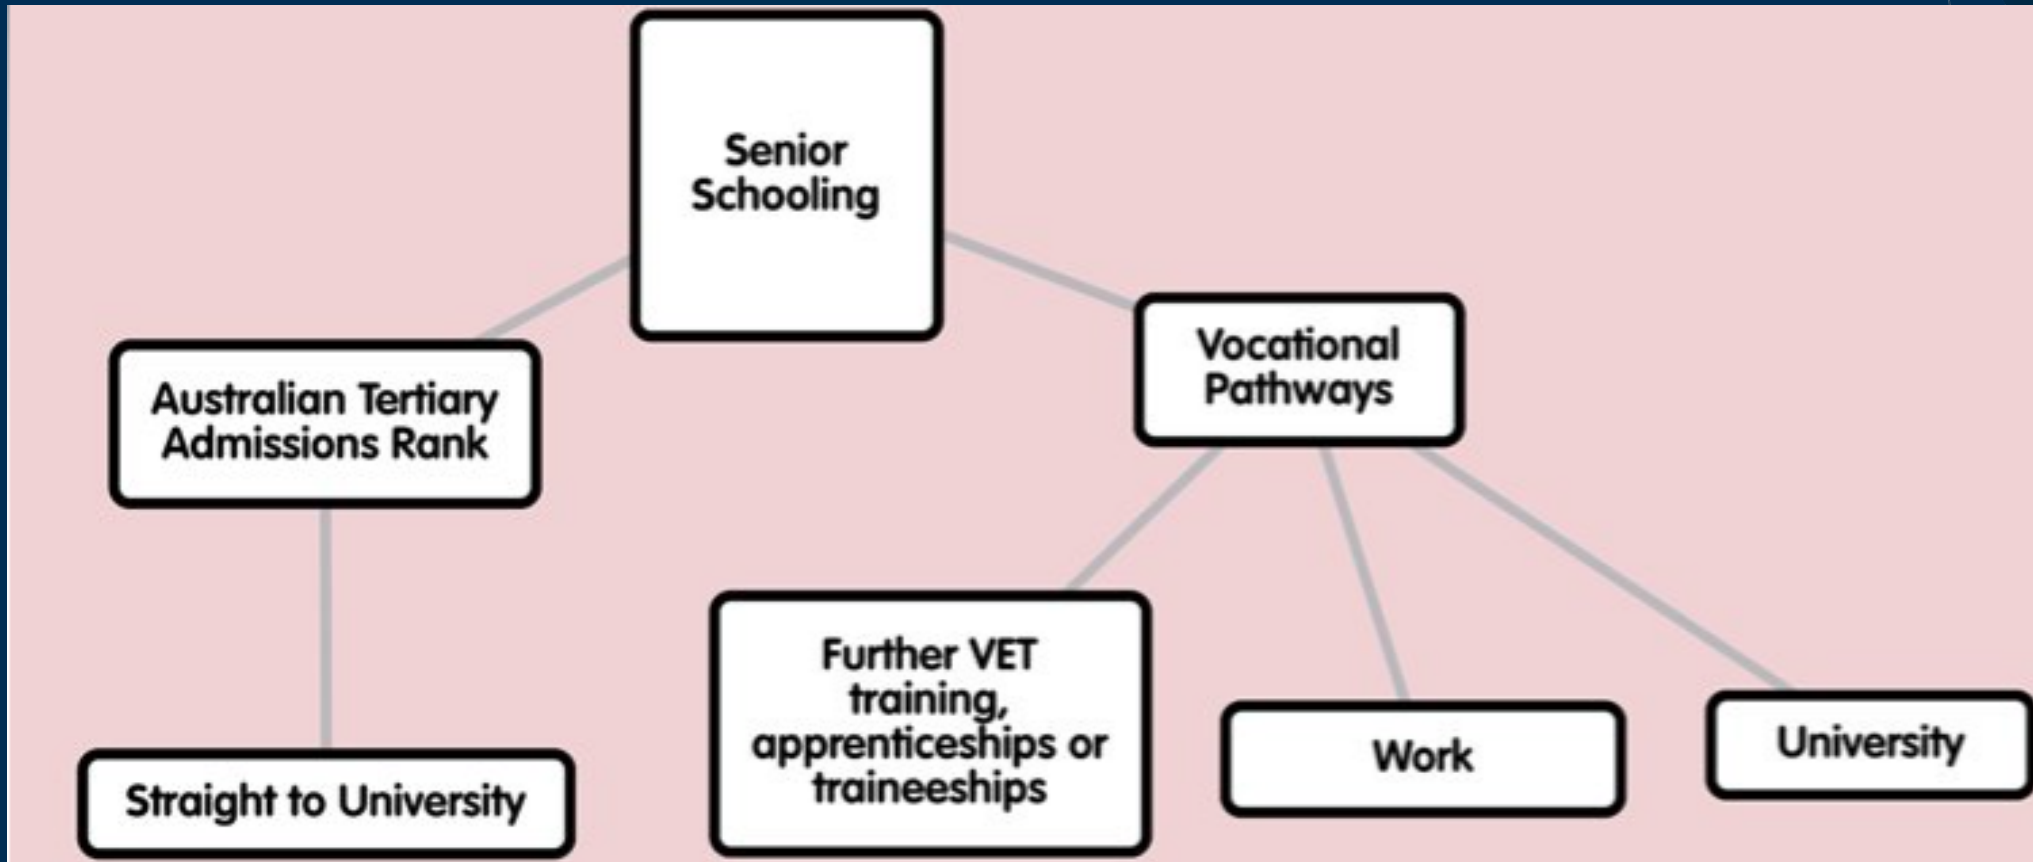 Senior
Schooling
Australian Tertiary
Admissions Rank
Vocational
Pathways
Straight to University
Further VET
training,
apprenticeships or
traineeships
Work
University